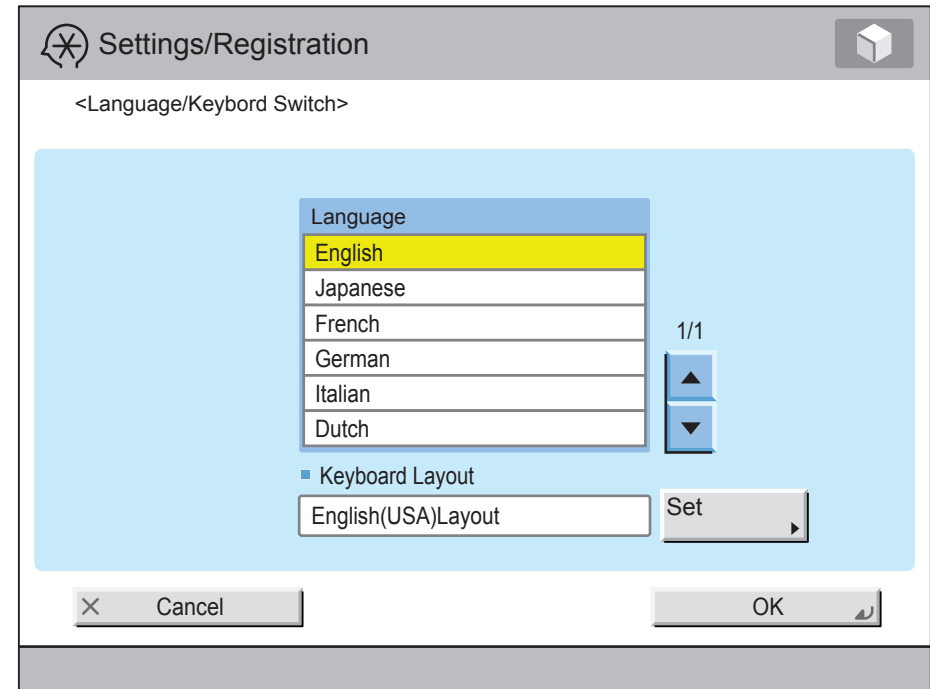 Settings/Registration
<Language/Keybord Switch>
Language
English
Japanese
French
German
Italian
Dutch
1/1
Keyboard Layout
English(USA)Layout
Set
Cancel
OK